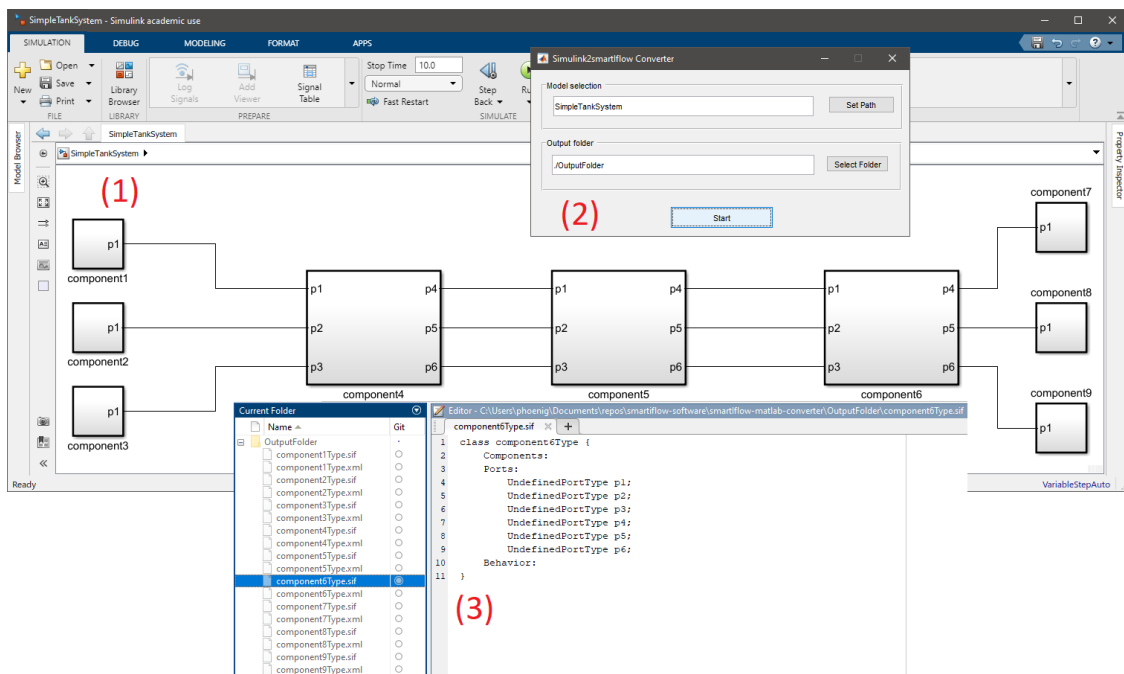 SimpleTankSystem - Simulink academic use
SIMULATION DEBUG MODELING FORMAT APPS
New
Open
Save
Print
FILE
Library
Browser
LIBRARY
Log
Signals
Add
Viewer
Signal
Table
PREPARE
Stop Time 10.0
Normal
Fast Restart
Step
Back
Ru
SIMULATE
Simulink2smartIflow Converter
Model selection
SimpleTankSystem
Set Path
Output folder
./OutputFolder
Select Folder
Start
(2)
Model Browser
Property Inspector
SimpleTankSystem
SimpleTankSystem
(1)
p1
component1
p1
component2
p1
component3
p1 p4
p2 p5
p3 p6
component4
p1 p4
p2 p5
p3 p6
component5
p1 p4
p2 p5
p3 p6
component6
component7
p1
component8
p1
component9
p1
Ready
VariableStepAuto
Current Folder
Name Git
OutputFolder
component1Type.sif
component1Type.xml
component2Type.sif
component2Type.xml
component3Type.sif
component3Type.xml
component4Type.sif
component4Type.xml
component5Type.sif
component5Type.xml
component6Type.sif
component6Type.xml
component7Type.sif
component7Type.xml
component8Type.sif
component8Type.xml
component9Type.sif
component9Type.xml
Editor - C:\Users\phoenig\Documents\repos\smartiflow-software\smartIflow-matlab-converter\OutputFolder\component6Type.sif
component6Type.sif
1 class component6Type {
2 Components:
3 Ports:
4 UndefinedPortType p1;
5 UndefinedPortType p2;
6 UndefinedPortType p3;
7 UndefinedPortType p4;
8 UndefinedPortType p5;
9 UndefinedPortType p6;
10 Behavior:
11 }
(3)